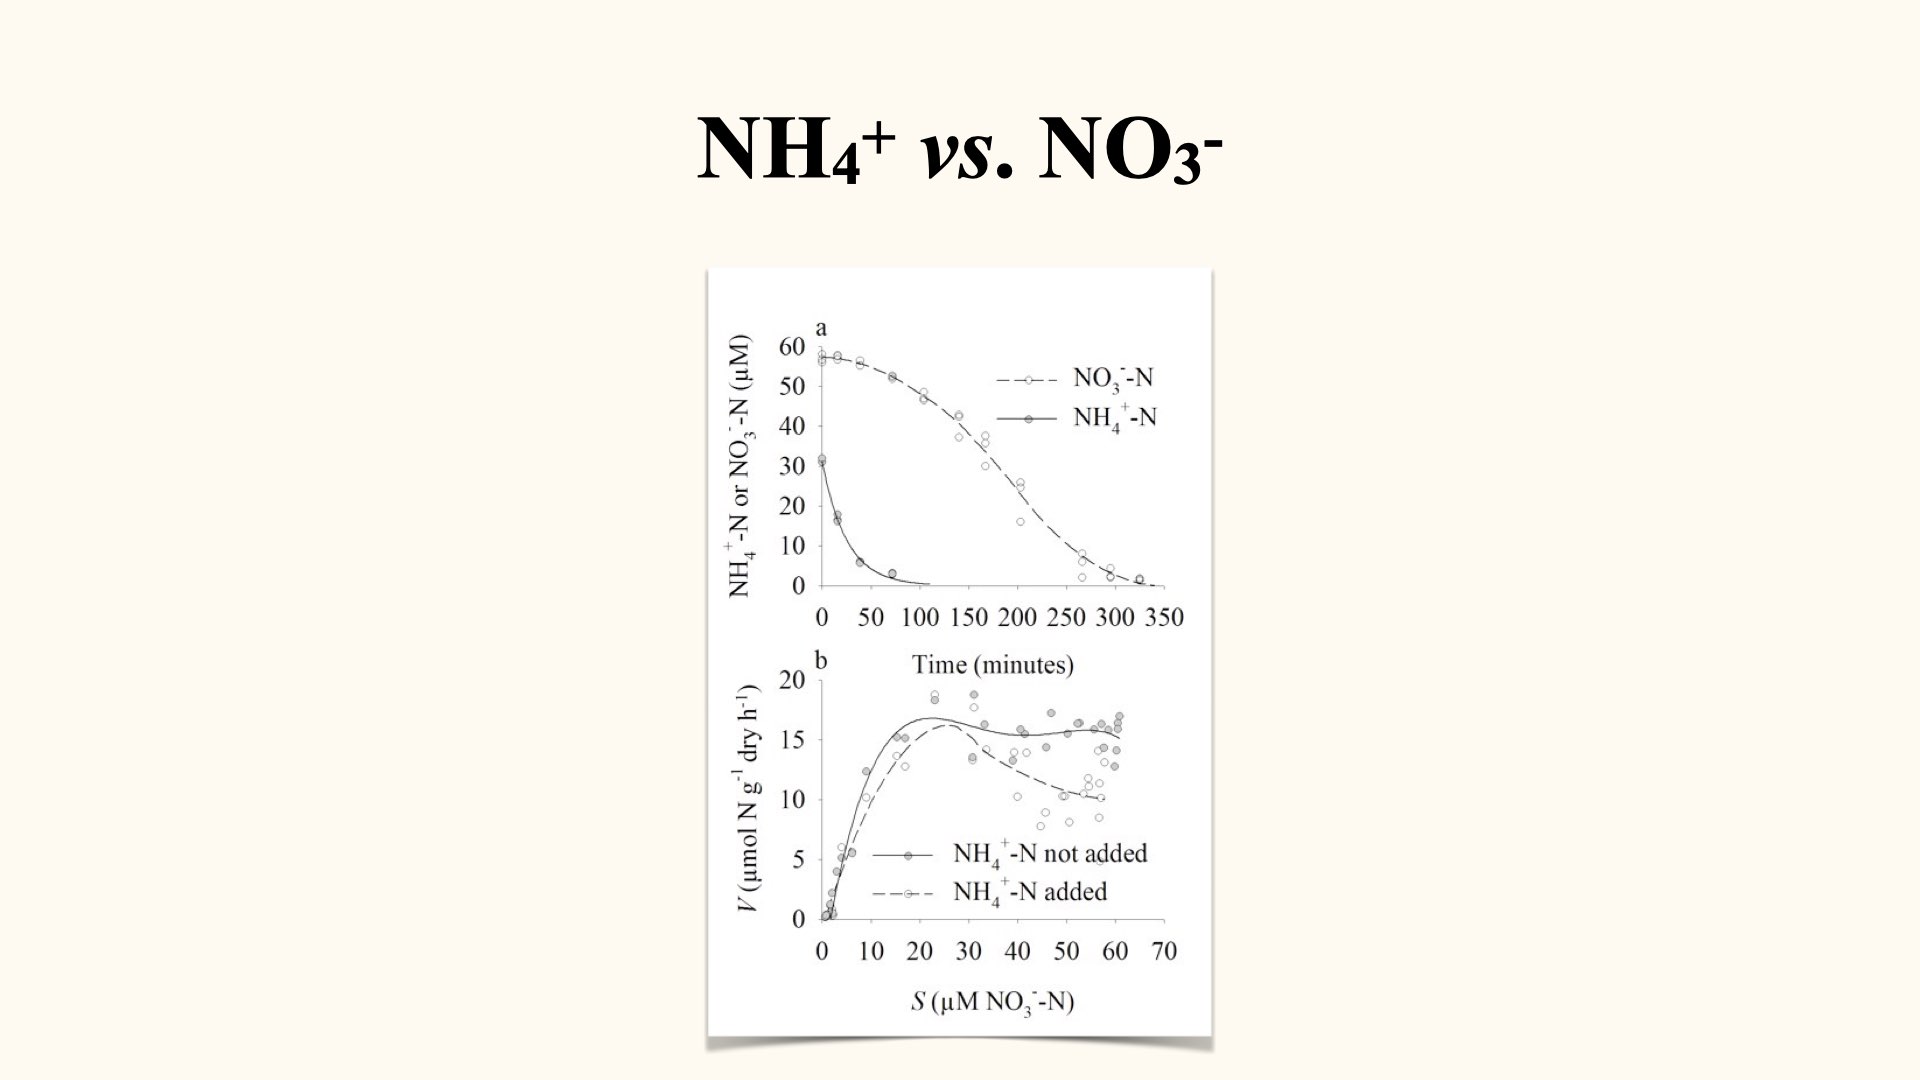 NH₄⁺ vs. NO₃⁻
a
NH₄⁺-N or NO₃⁻-N (µM)
60
50
40
30
20
10
0
NO₃⁻-N
NH₄⁺-N
0 50 100 150 200 250 300 350
Time (minutes)
b
V (µmol N g⁻¹ dry h⁻¹)
20
15
10
5
0
NH₄⁺-N not added
NH₄⁺-N added
0 10 20 30 40 50 60 70
S (µM NO₃⁻-N)